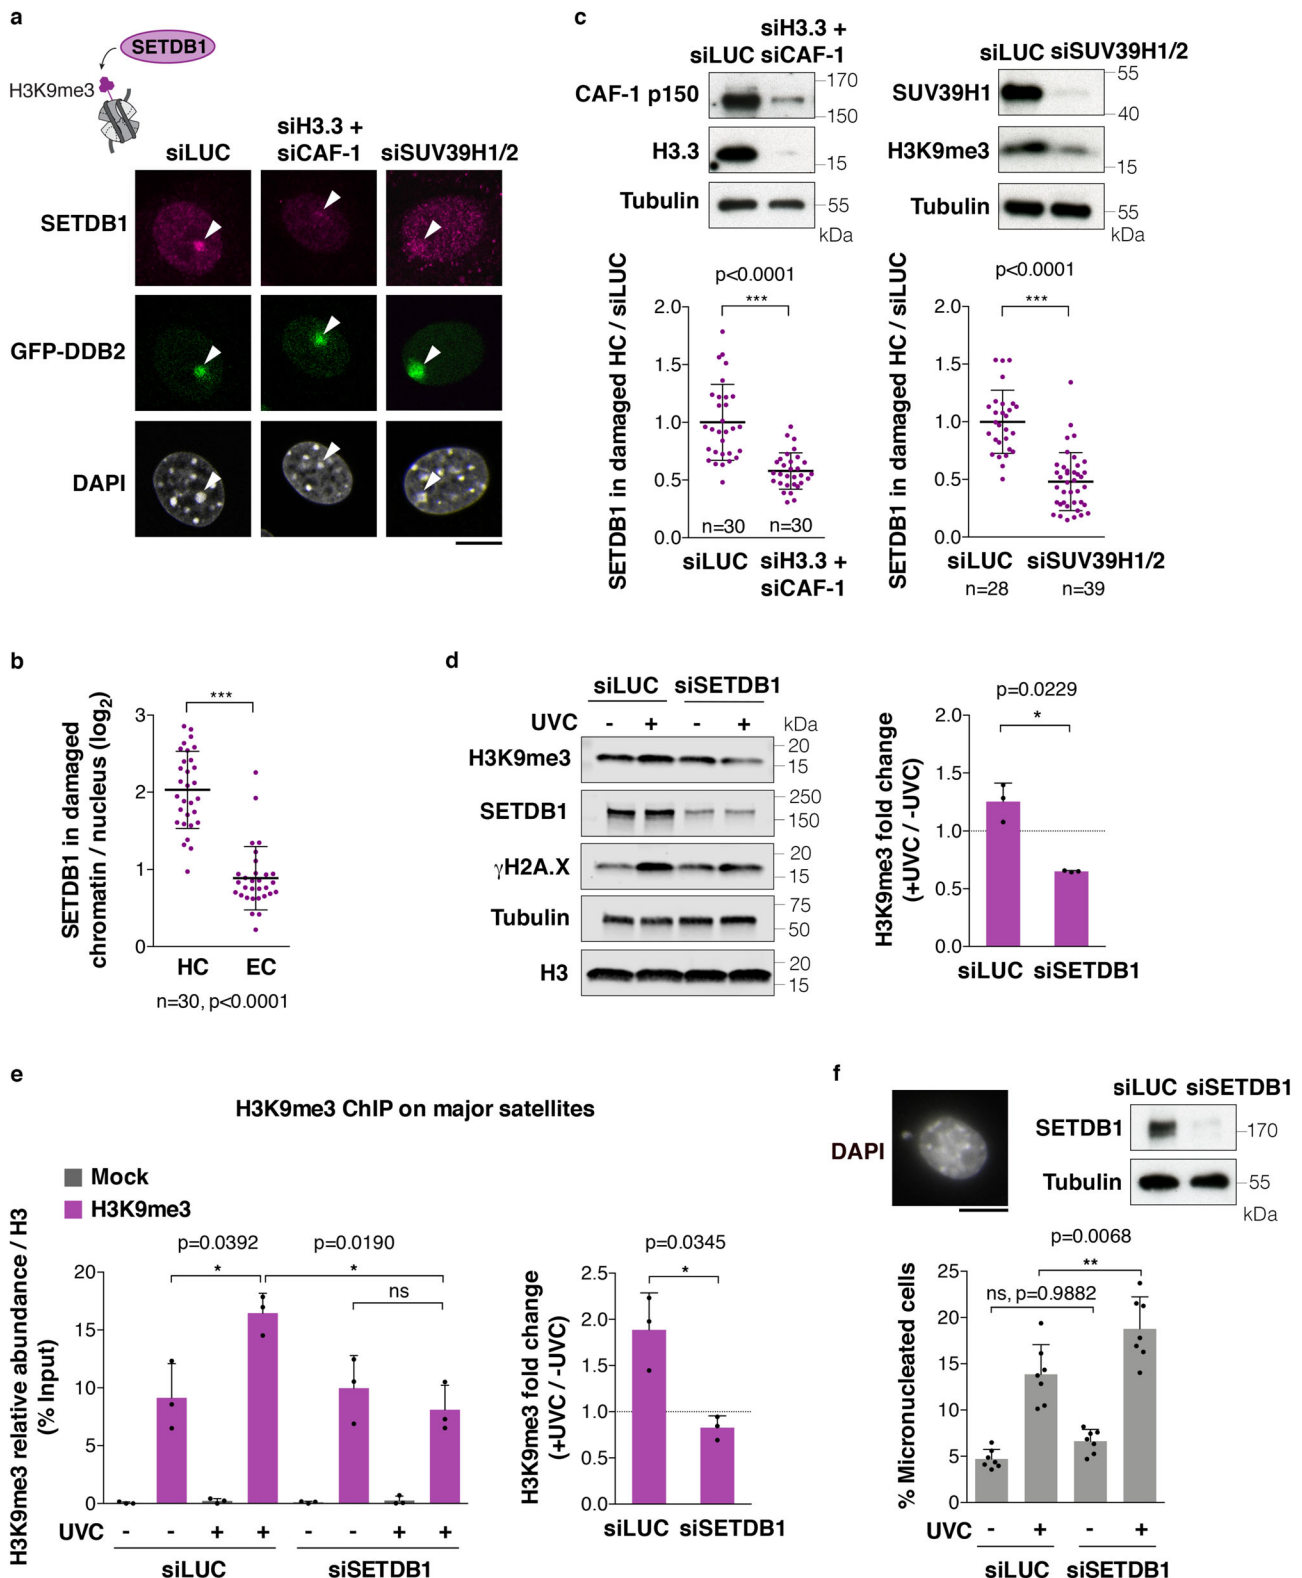 a
SETDB1
H3K9me3
siLUC
siH3.3 +
siCAF-1
siSUV39H1/2
SETDB1
GFP-DDB2
DAPI
c
siLUC
siH3.3 +
siCAF-1
CAF-1 p150
170
150
H3.3
15
Tubulin
55
kDa
siLUC siSUV39H1/2
SUV39H1
55
40
H3K9me3
15
Tubulin
55
kDa
SETDB1 in damaged HC / siLUC
p<0.0001
***
2.0
1.5
1.0
0.5
0.0
n=30
n=30
siLUC
siH3.3 +
siCAF-1
SETDB1 in damaged HC / siLUC
p<0.0001
***
2.0
1.5
1.0
0.5
0.0
siLUC
siSUV39H1/2
n=28
n=39
b
SETDB1 in damaged
chromatin / nucleus (log2)
***
3
2
1
0
HC
EC
n=30, p<0.0001
d
siLUC siSETDB1
UVC - + - + kDa
H3K9me3
20
15
SETDB1
250
150
γH2A.X
20
15
Tubulin
75
50
H3
20
15
H3K9me3 fold change
(+UVC / -UVC)
p=0.0229
*
2.0
1.5
1.0
0.5
0.0
siLUC
siSETDB1
e
H3K9me3 ChIP on major satellites
Mock
H3K9me3
H3K9me3 relative abundance / H3
(% Input)
p=0.0392
p=0.0190
*
*
ns
20
15
10
5
0
UVC - - + + - - + +
siLUC
siSETDB1
H3K9me3 fold change
(+UVC / -UVC)
p=0.0345
*
2.5
2.0
1.5
1.0
0.5
0.0
siLUC
siSETDB1
f
DAPI
siLUC siSETDB1
SETDB1
170
Tubulin
55
kDa
% Micronucleated cells
p=0.0068
**
ns, p=0.9882
25
20
15
10
5
0
UVC - + - +
siLUC
siSETDB1